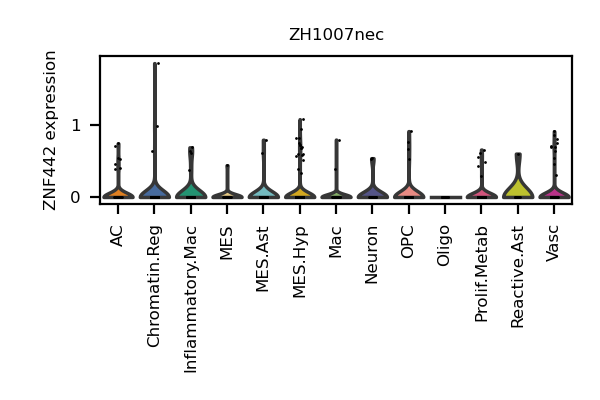 ZH1007nec
ZNF442 expression
1
0
AC
Chromatin.Reg
Inflammatory.Mac
MES
MES.Ast
MES.Hyp
Mac
Neuron
OPC
Oligo
Prolif.Metab
Reactive.Ast
Vasc